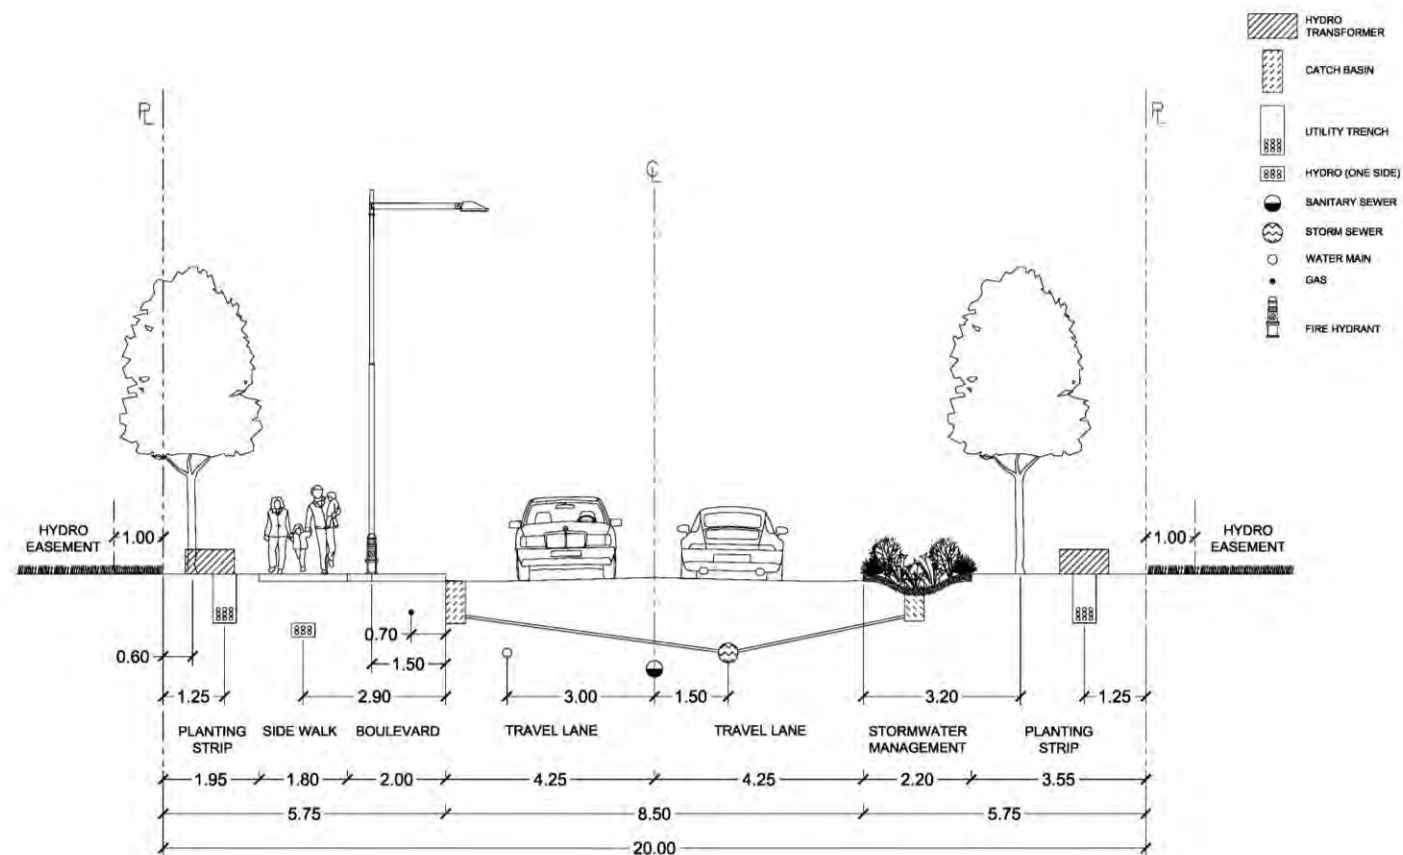 HYDRO
TRANSFORMER
CATCH BASIN
UTILITY TRENCH
HYDRO (ONE SIDE)
SANITARY SEWER
STORM SEWER
WATER MAIN
GAS
FIRE HYDRANT
PL
PL
CL
HYDRO
EASEMENT
1.00
1.00
HYDRO
EASEMENT
0.70
0.60
1.50
1.25
2.90
3.00
1.50
3.20
1.25
PLANTING
STRIP
SIDE WALK
BOULEVARD
TRAVEL LANE
TRAVEL LANE
STORMWATER
MANAGEMENT
PLANTING
STRIP
1.95
1.80
2.00
4.25
4.25
2.20
3.55
5.75
8.50
5.75
20.00